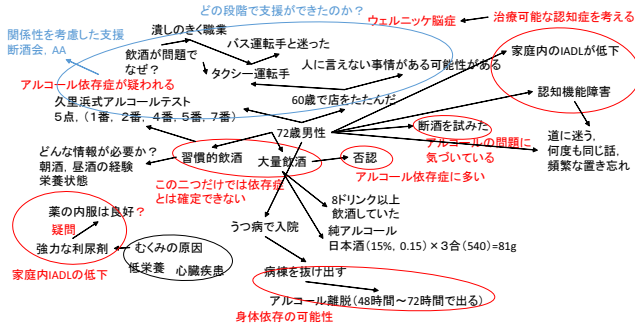 どの段階で支援ができたのか？
ウェルニッケ脳症
治療可能な認知症を考える
関係性を考慮した支援
断酒会，AA
潰しのきく職業
バス運転手と迷った
飲酒が問題で
なぜ？
タクシー運転手
人に言えない事情がある可能性がある
家庭内のIADLが低下
アルコール依存症が疑われる
久里浜式アルコールテスト
5点，（1番，2番，4番，5番，7番）
60歳で店をたたんだ
認知機能障害
72歳男性
断酒を試みた
アルコールの問題に
気づいている
道に迷う，
何度も同じ話，
頻繁な置き忘れ
どんな情報が必要か？
朝酒，昼酒の経験
栄養状態
習慣的飲酒
大量飲酒
否認
アルコール依存症に多い
この二つだけでは依存症
とは確定できない
8ドリンク以上
飲酒していた
純アルコール
日本酒（15%，0.15）×3合（540）=81g
薬の内服は良好？
疑問
強力な利尿剤
むくみの原因
低栄養
心臓疾患
家庭内IADLの低下
うつ病で入院
病棟を抜け出す
アルコール離脱（48時間～72時間で出る）
身体依存の可能性